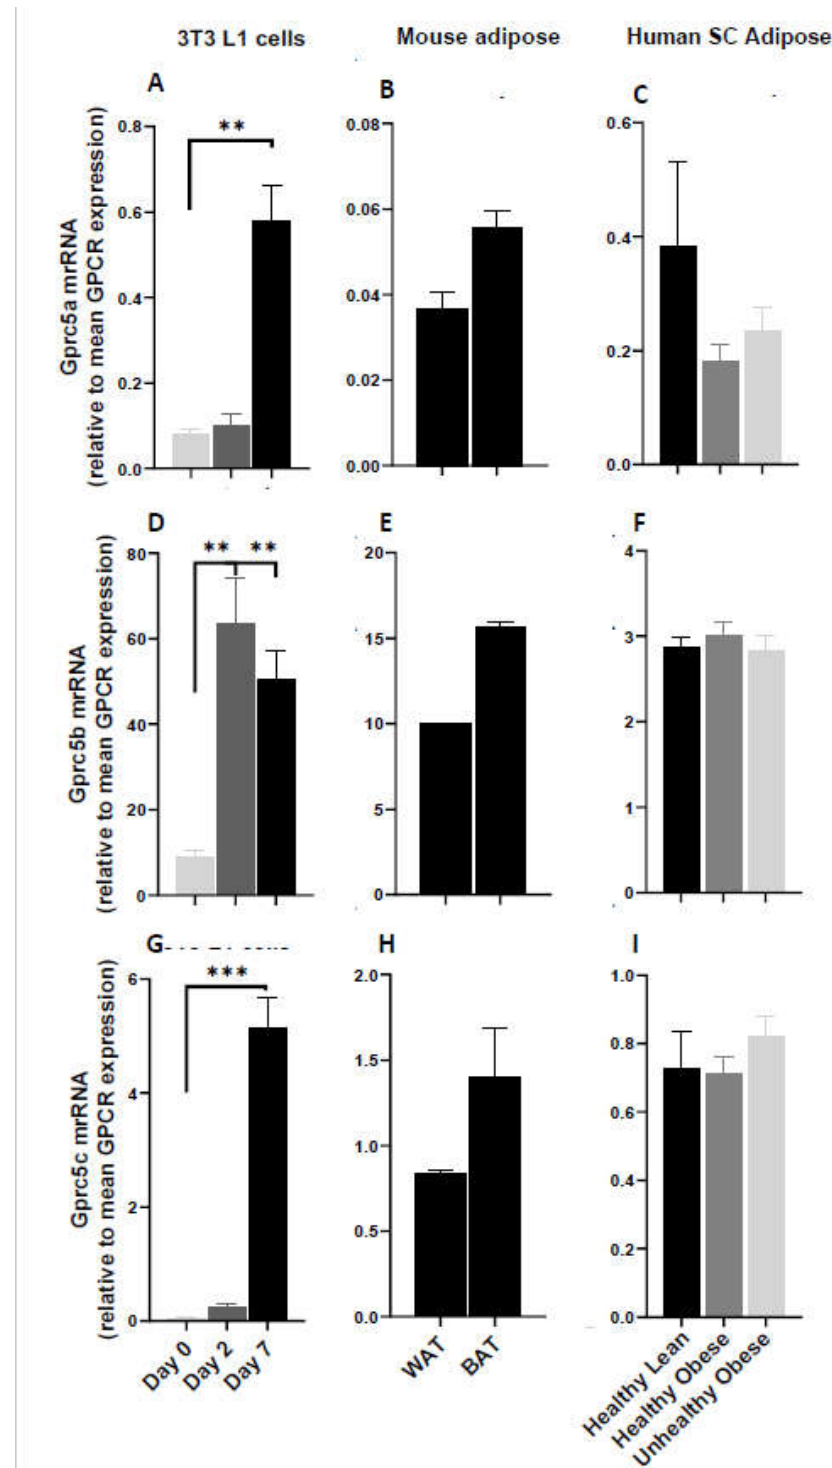 3T3 L1 cells
Mouse adipose
Human SC Adipose
A
B
C
Gprc5a mrRNA
(relative to mean GPCR expression)
**
0.8
0.6
0.4
0.2
0.0
0.08
0.06
0.04
0.02
0.00
0.6
0.4
0.2
0.0
D
E
F
Gprc5b mrRNA
(relative to mean GPCR expression)
** **
80
60
40
20
0
20
15
10
5
0
4
3
2
1
0
G
H
I
Gprc5c mrRNA
(relative to mean GPCR expression)
***
6
4
2
0
2.0
1.5
1.0
0.5
0.0
1.0
0.8
0.6
0.4
0.2
0.0
Day 0
Day 2
Day 7
WAT
BAT
Healthy Lean
Healthy Obese
Unhealthy Obese